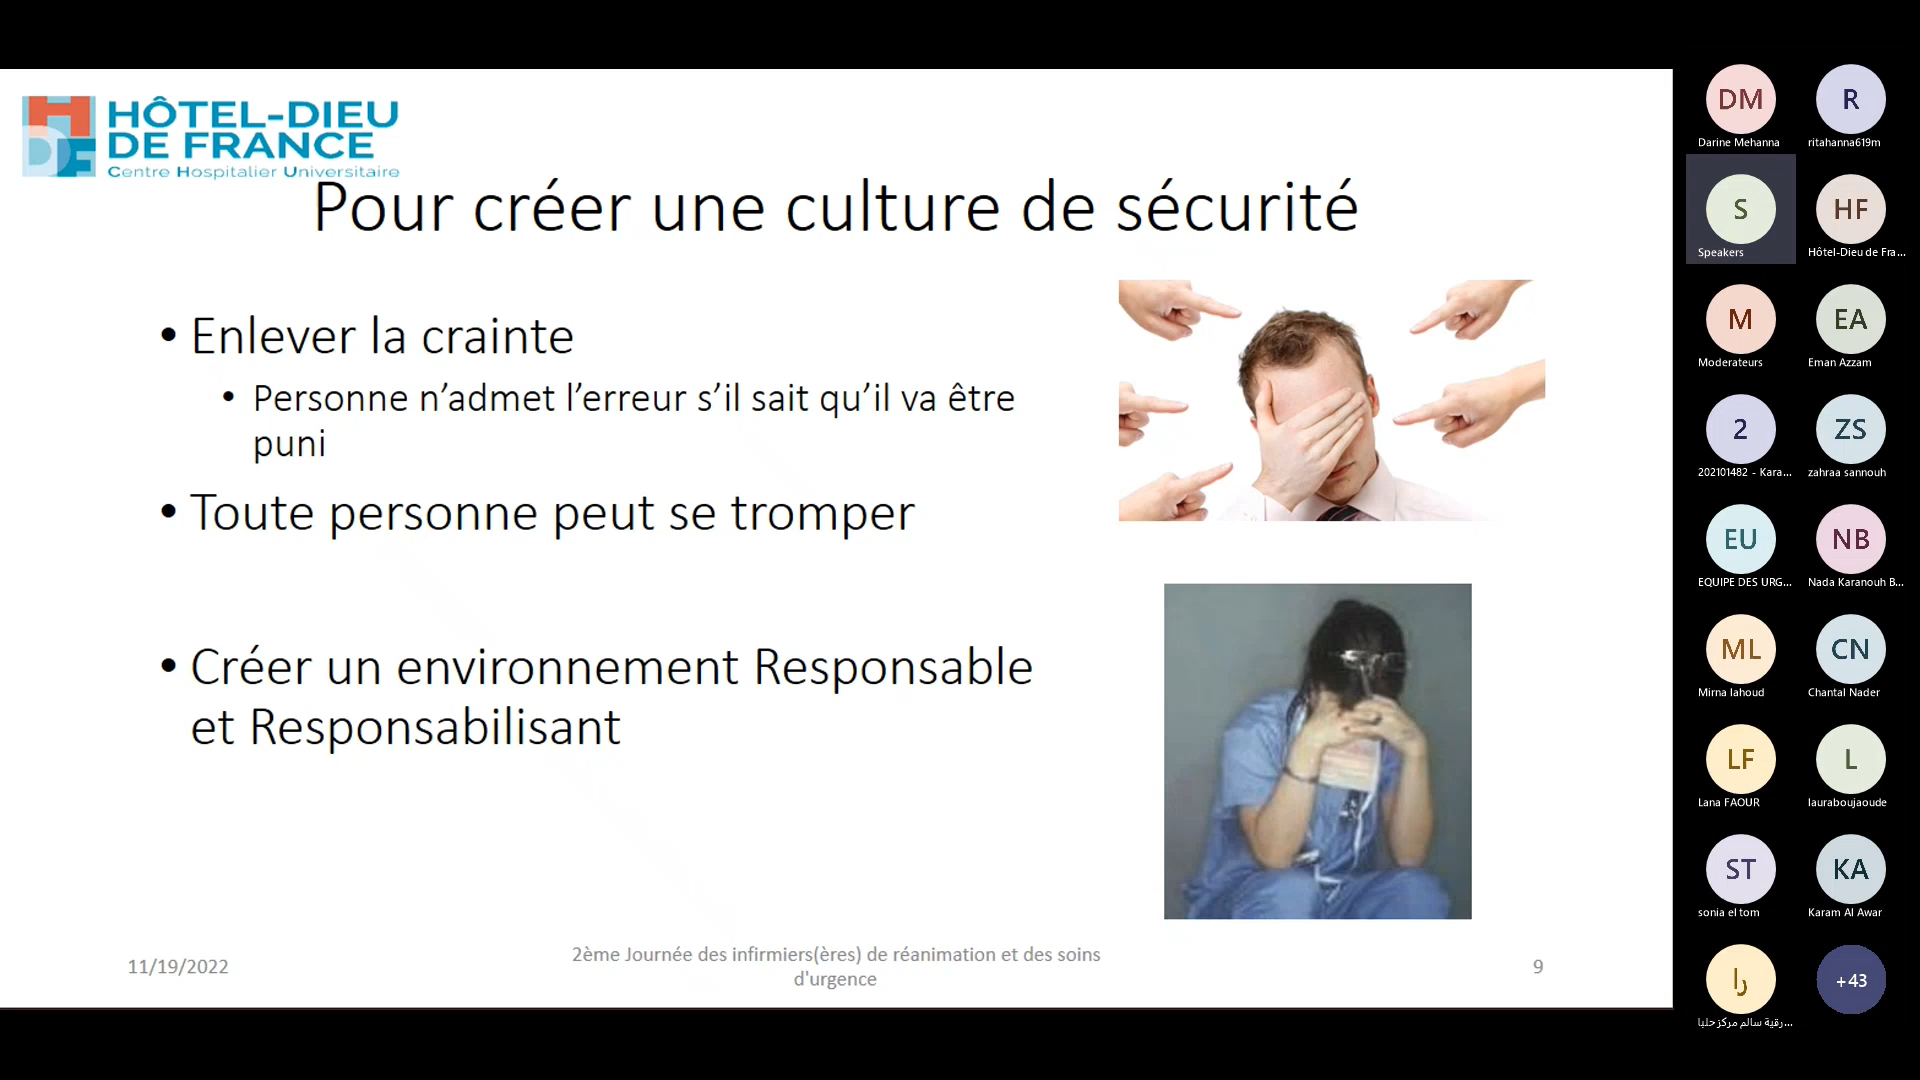 HÔTEL-DIEU
DE FRANCE
Centre Hospitalier Universitaire
Pour créer une culture de sécurité
• Enlever la crainte
• Personne n’admet l’erreur s’il sait qu’il va être
puni
• Toute personne peut se tromper
• Créer un environnement Responsable
et Responsabilisant
11/19/2022
2ème Journée des infirmiers(ères) de réanimation et des soins
d'urgence
9
DM
Darine Mehanna
R
ritahanna619m
S
Speakers
HF
Hôtel-Dieu de Fra...
M
Moderateurs
EA
Eman Azzam
2
202101482 - Kara...
ZS
zahraa sannouh
EU
EQUIPE DES URG...
NB
Nada Karanouh B...
ML
Mirna lahoud
CN
Chantal Nader
LF
Lana FAOUR
L
lauraboujaoude
ST
sonia el tom
KA
Karam Al Awar
را
رقية سالم مركز حلبا...
+43